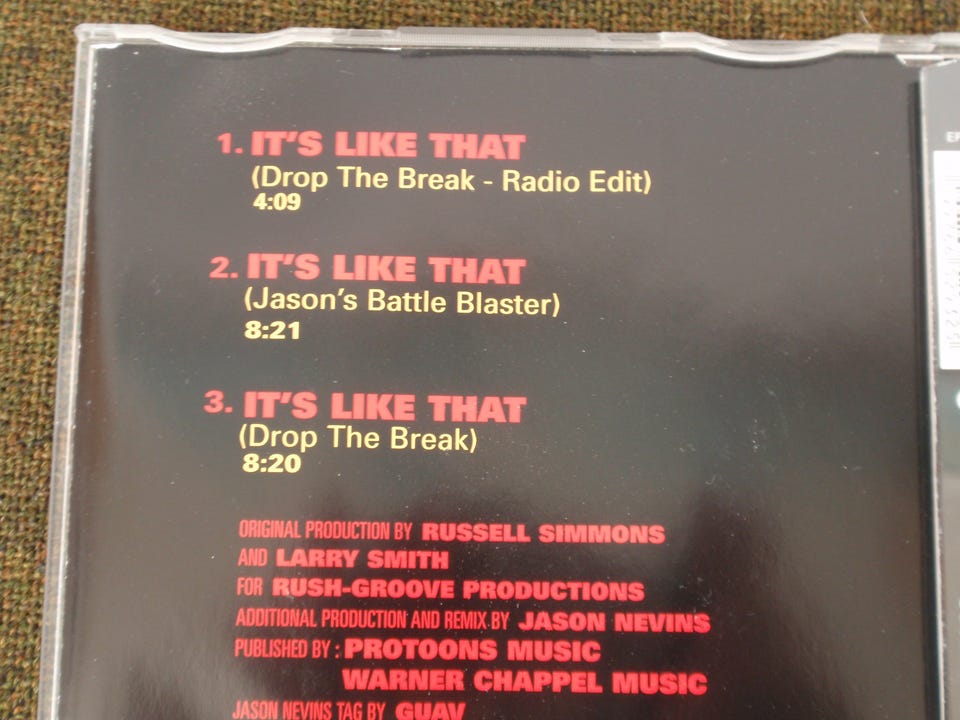 1. IT'S LIKE THAT
(Drop The Break - Radio Edit)
4:09
2. IT'S LIKE THAT
(Jason's Battle Blaster)
8:21
3. IT'S LIKE THAT
(Drop The Break)
8:20
ORIGINAL PRODUCTION BY RUSSELL SIMMONS
AND LARRY SMITH
FOR RUSH-GROOVE PRODUCTIONS
ADDITIONAL PRODUCTION AND REMIX BY JASON NEVINS
PUBLISHED BY : PROTOONS MUSIC
WARNER CHAPPEL MUSIC
JASON NEVINS TAG BY GUAV